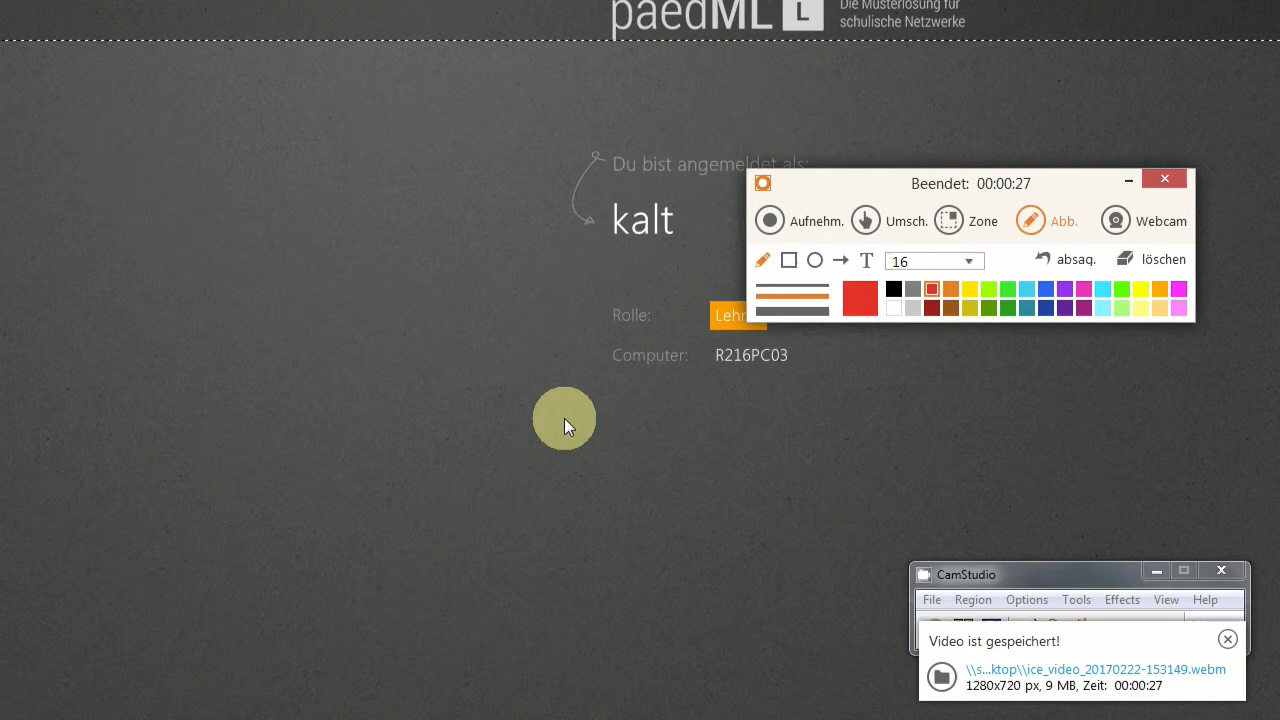 paedML L Die Musterlösung für
schulische Netzwerke
Du bist angemeldet als:
kalt
Beendet: 00:00:27
Aufnehm. Umsch. Zone Abb. Webcam
T 16 absag. löschen
Rolle:
Computer: R216PC03
CamStudio
File Region Options Tools Effects View Help
Video ist gespeichert!
\\s...ktop\\ice_video_20170222-153149.webm
1280x720 px, 9 MB, Zeit: 00:00:27